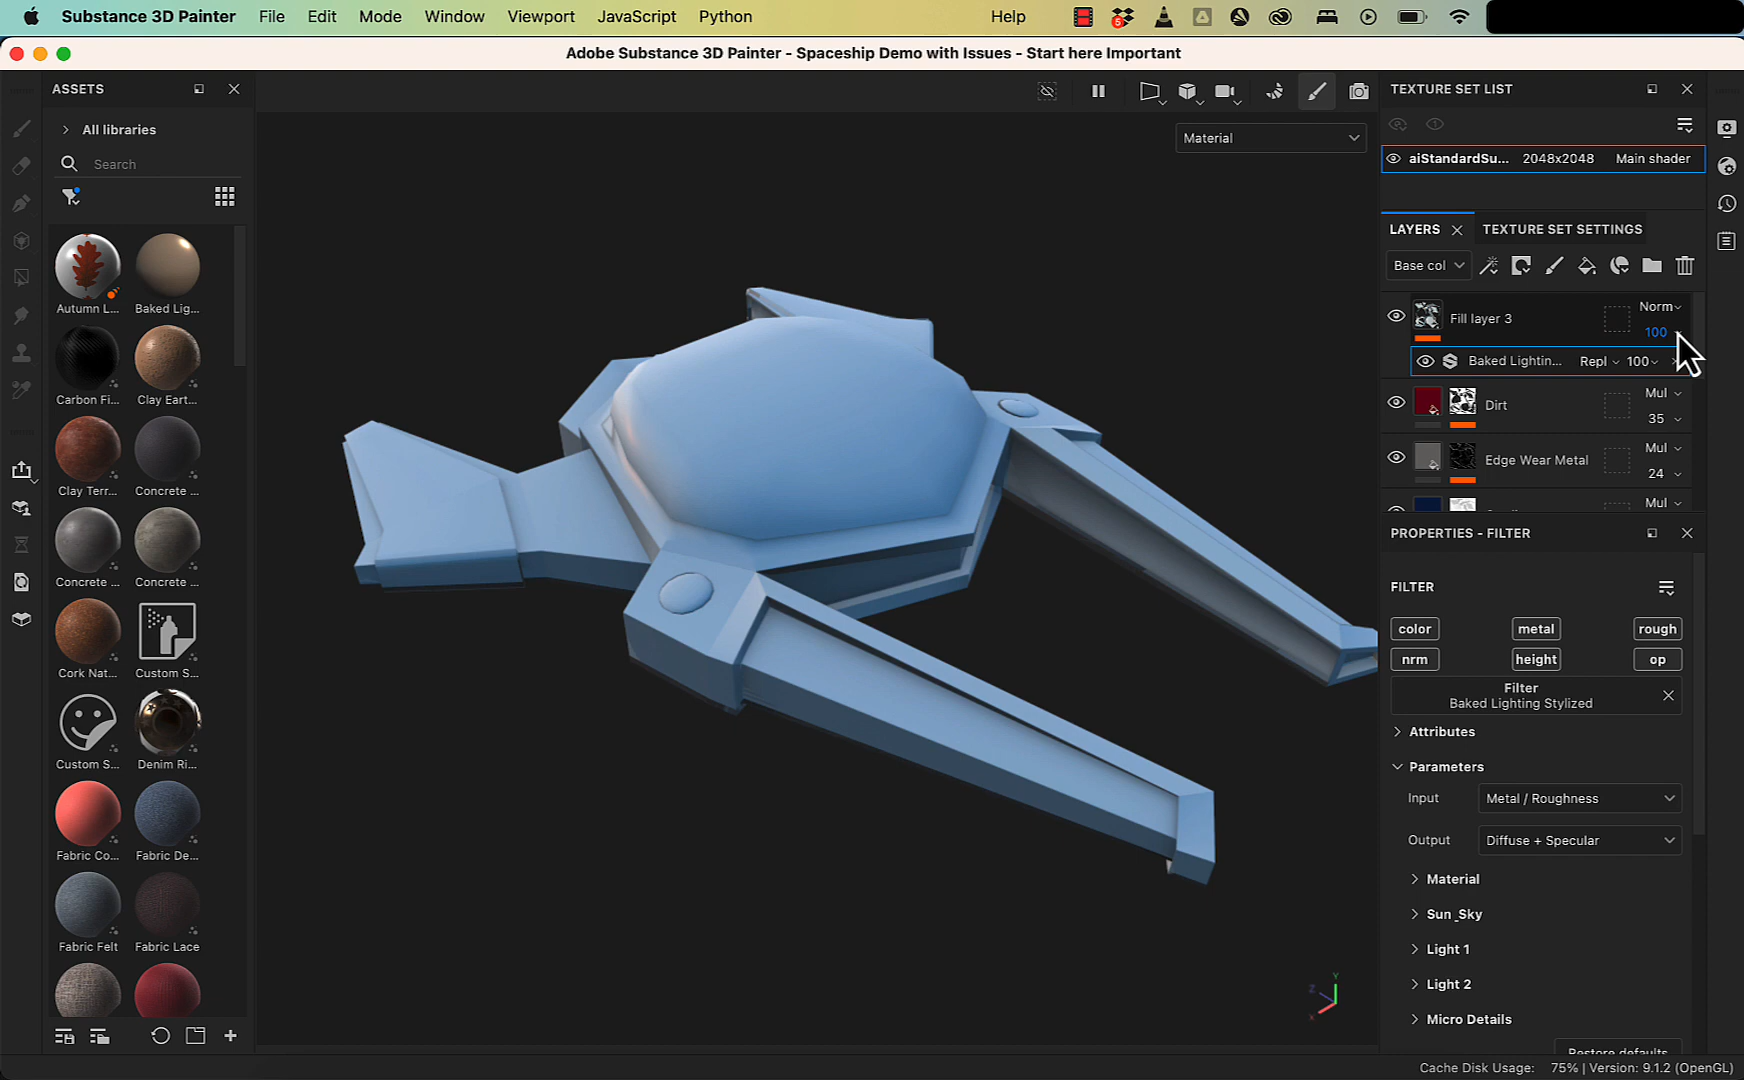 Substance 3D Painter File Edit Mode Window Viewport JavaScript Python Help
5
Adobe Substance 3D Painter - Spaceship Demo with Issues - Start here Important
ASSETS
All libraries
Search
Autumn L... Baked Lig...
Carbon Fi... Clay Eart...
Clay Terr... Concrete ...
Concrete ... Concrete ...
Cork Nat... Custom S...
Custom S... Denim Ri...
Fabric Co... Fabric De...
Fabric Felt Fabric Lace
Material
Y
Z
X
TEXTURE SET LIST
aiStandardSu... 2048x2048 Main shader
LAYERS TEXTURE SET SETTINGS
Base col
Fill layer 3 Norm
100
Baked Lightin... Repl 100
Dirt Mul
35
Edge Wear Metal Mul
24
Mul
PROPERTIES - FILTER
FILTER
color metal rough
nrm height op
Filter
Baked Lighting Stylized
Attributes
Parameters
Input Metal / Roughness
Output Diffuse + Specular
Material
Sun_Sky
Light 1
Light 2
Micro Details
Restore defaults
Cache Disk Usage: 75% | Version: 9.1.2 (OpenGL)